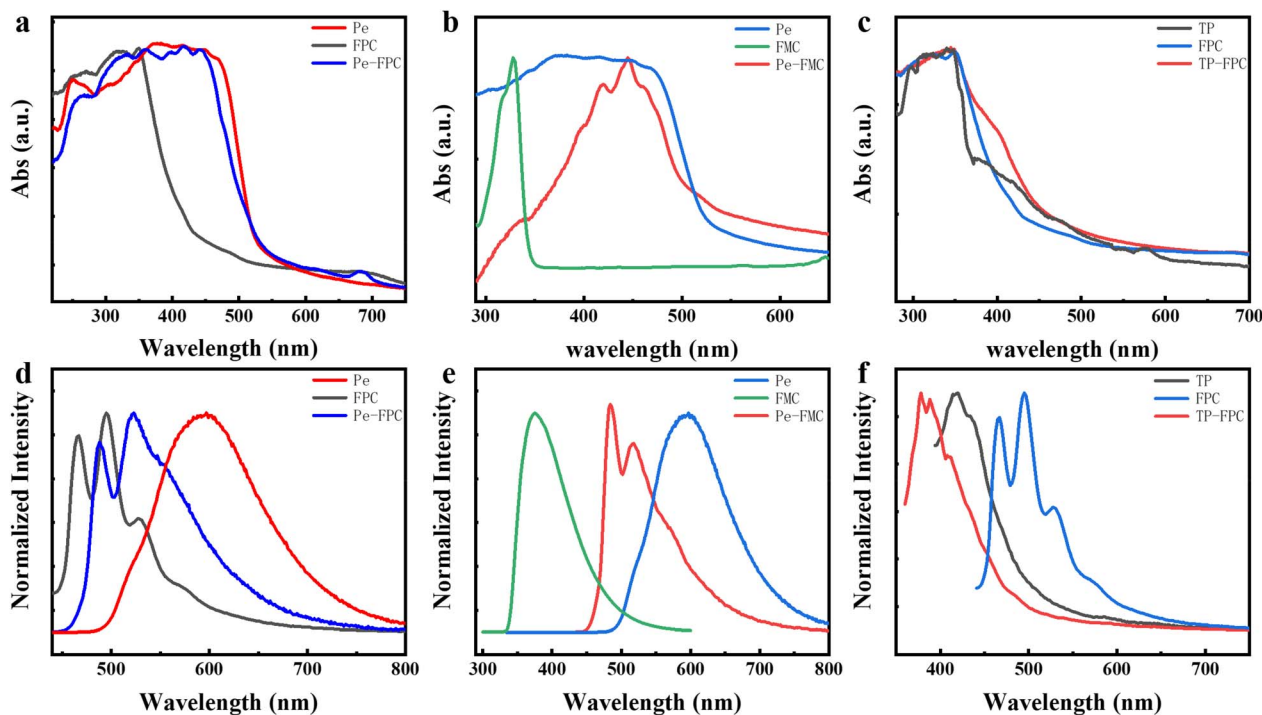 a
Pe
FPC
Pe-FPC
Abs (a.u.)
300 400 500 600 700
Wavelength (nm)
b
Pe
FMC
Pe-FMC
Abs (a.u.)
300 400 500 600
wavelength (nm)
c
TP
FPC
TP-FPC
Abs (a.u.)
300 400 500 600 700
wavelength (nm)
d
Pe
FPC
Pe-FPC
Normalized Intensity
500 600 700 800
Wavelength (nm)
e
Pe
FMC
Pe-FMC
Normalized Intensity
300 400 500 600 700 800
Wavelength (nm)
f
TP
FPC
TP-FPC
Normalized Intensity
400 500 600 700
Wavelength (nm)